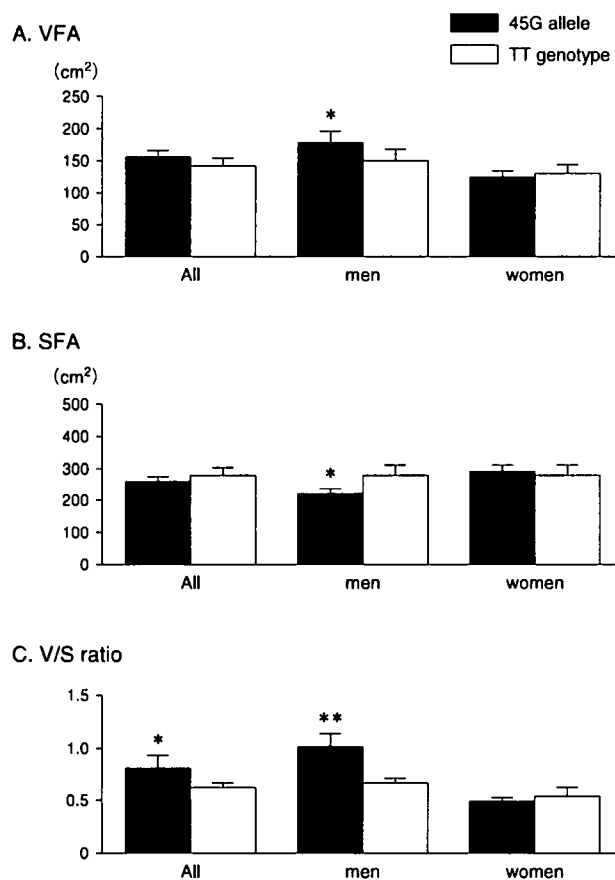 45G allele
TT genotype
A. VFA
(cm²)
250
200
150
100
50
0
*
All men women
B. SFA
(cm²)
500
400
300
200
100
0
*
All men women
C. V/S ratio
1.5
1.0
0.5
0
*
**
All men women